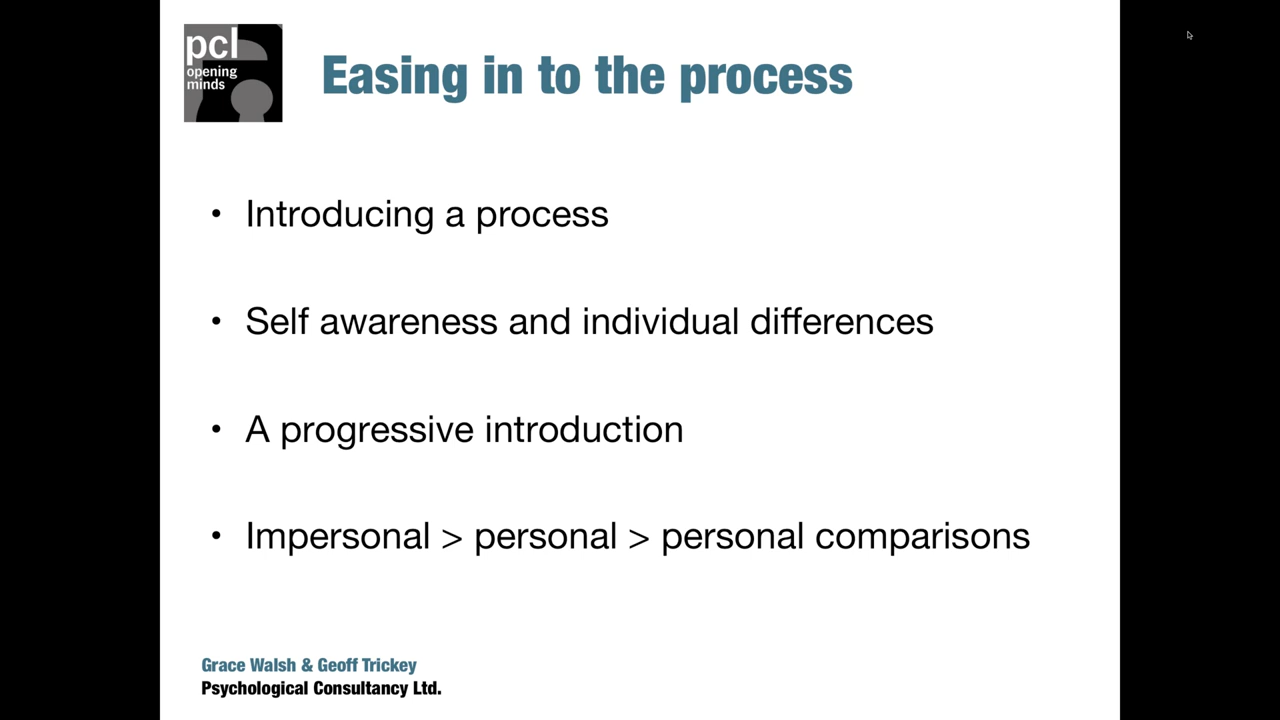 pcl
opening
minds
Easing in to the process
• Introducing a process
• Self awareness and individual differences
• A progressive introduction
• Impersonal > personal > personal comparisons
Grace Walsh & Geoff Trickey
Psychological Consultancy Ltd.